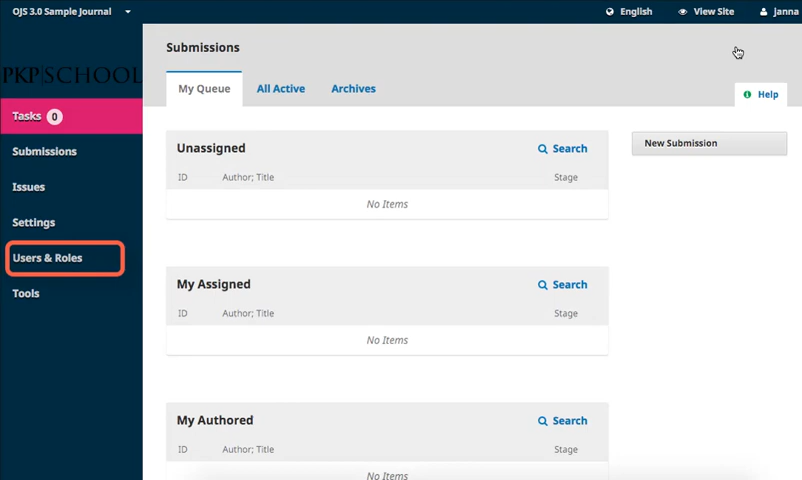 OJS 3.0 Sample Journal
English
View Site
janna
PKP|SCHOOL
Tasks 0
Submissions
Issues
Settings
Users & Roles
Tools
Submissions
My Queue
All Active
Archives
Help
New Submission
Unassigned
Search
ID Author; Title Stage
No Items
My Assigned
Search
ID Author; Title Stage
No Items
My Authored
Search
ID Author; Title Stage
No Items